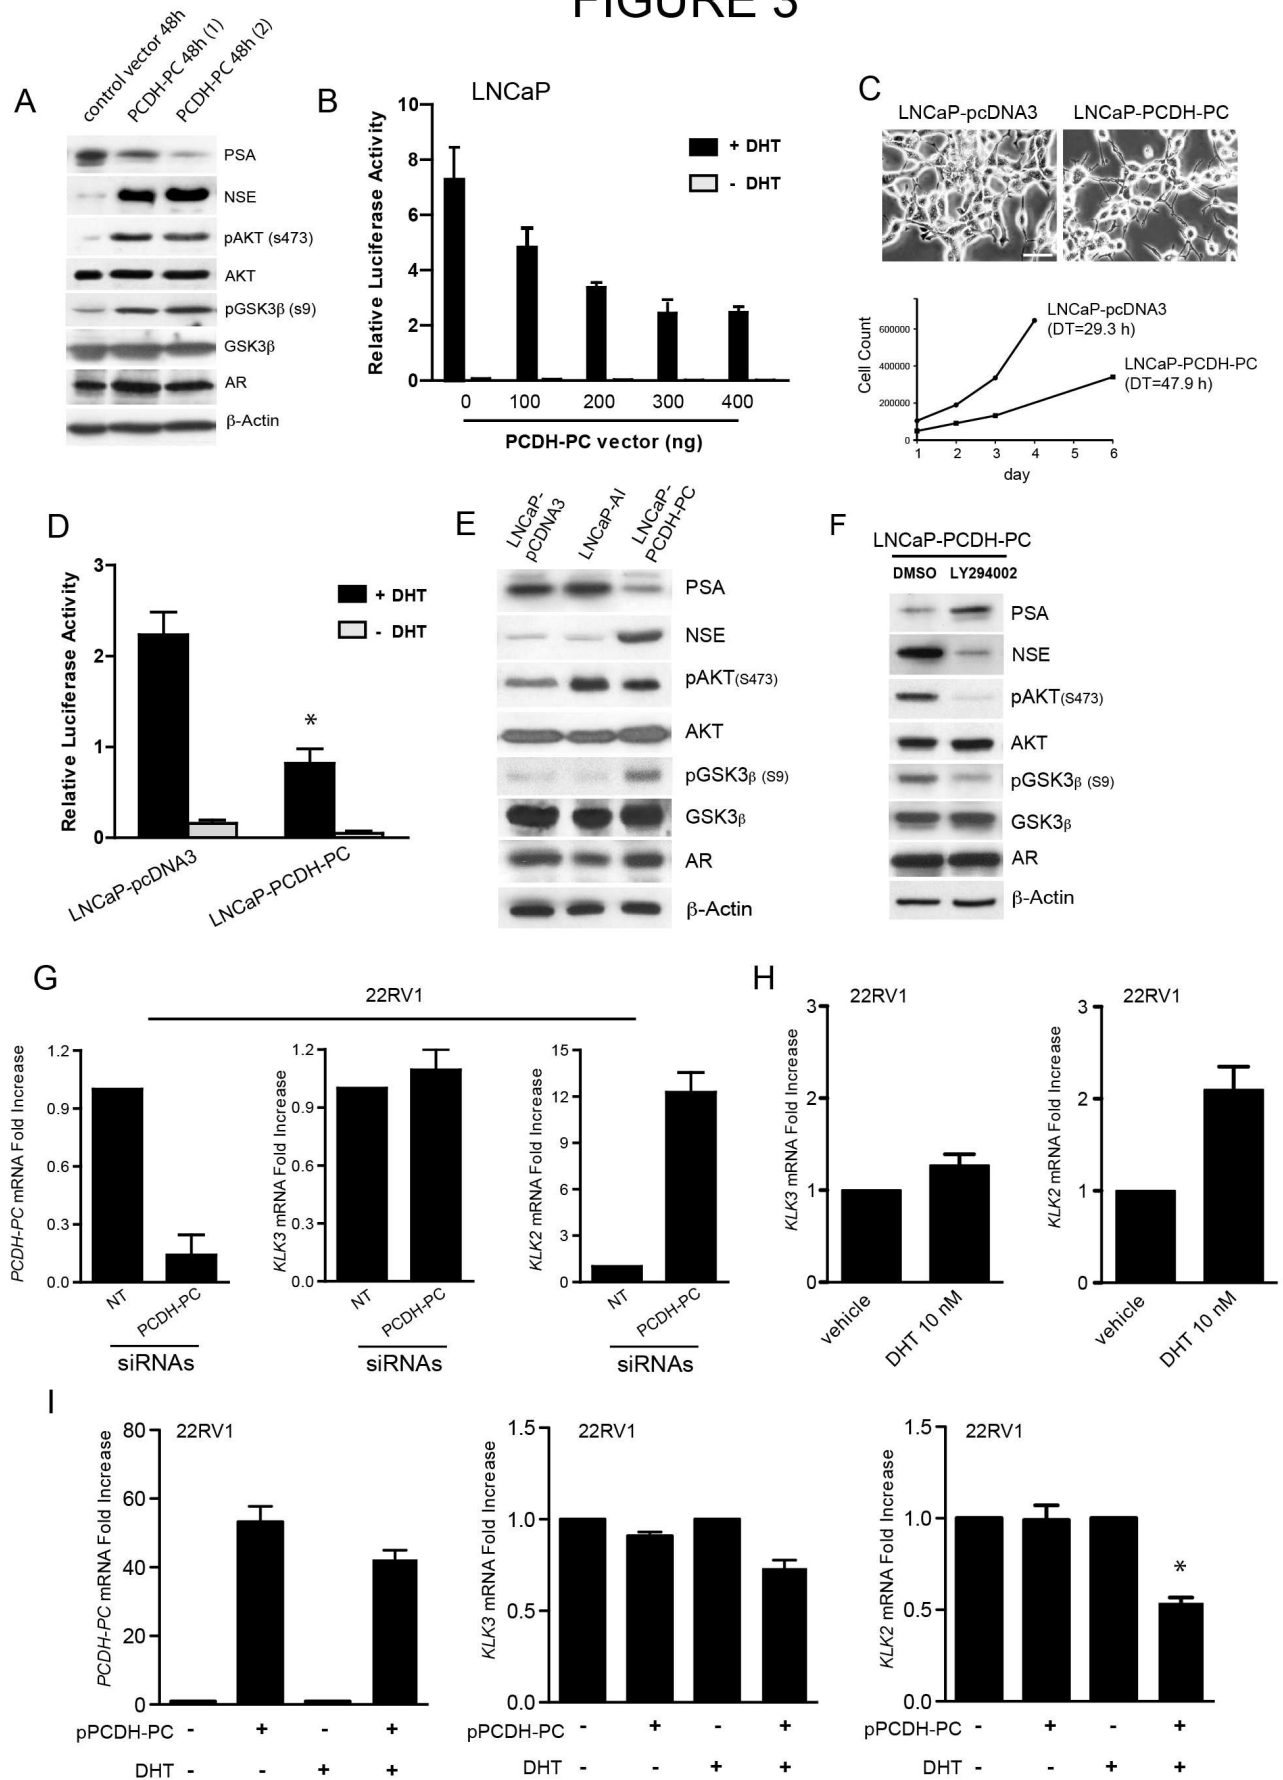 FIGURE 3
A
control vector 48h
PCDH-PC 48h (1)
PCDH-PC 48h (2)
PSA
NSE
pAKT (s473)
AKT
pGSK3β (s9)
GSK3β
AR
β-Actin
B
LNCaP
Relative Luciferase Activity
10
8
6
4
2
0
+ DHT
- DHT
0 100 200 300 400
PCDH-PC vector (ng)
C
LNCaP-pcDNA3 LNCaP-PCDH-PC
Cell Count
600000
400000
200000
0
LNCaP-pcDNA3
(DT=29.3 h)
LNCaP-PCDH-PC
(DT=47.9 h)
1 2 3 4 5 6
day
D
Relative Luciferase Activity
3
2
1
0
+ DHT
- DHT
*
LNCaP-pcDNA3
LNCaP-PCDH-PC
E
LNCaP-
pCDNA3
LNCaP-AI
LNCaP-
PCDH-PC
PSA
NSE
pAKT(S473)
AKT
pGSK3β (S9)
GSK3β
AR
β-Actin
F
LNCaP-PCDH-PC
DMSO LY294002
PSA
NSE
pAKT(S473)
AKT
pGSK3β (S9)
GSK3β
AR
β-Actin
G
22RV1
PCDH-PC mRNA Fold Increase
1.2
0.9
0.6
0.3
0.0
NT
PCDH-PC
siRNAs
KLK3 mRNA Fold Increase
1.2
0.9
0.6
0.3
0.0
NT
PCDH-PC
siRNAs
KLK2 mRNA Fold Increase
15
12
9
6
3
0
NT
PCDH-PC
siRNAs
H
22RV1
KLK3 mRNA Fold Increase
3
2
1
0
vehicle
DHT 10 nM
22RV1
KLK2 mRNA Fold Increase
3
2
1
0
vehicle
DHT 10 nM
I
22RV1
PCDH-PC mRNA Fold Increase
80
60
40
20
0
pPCDH-PC - + - +
DHT - - + +
22RV1
KLK3 mRNA Fold Increase
1.5
1.0
0.5
0.0
pPCDH-PC - + - +
DHT - - + +
22RV1
KLK2 mRNA Fold Increase
1.5
1.0
0.5
0.0
*
pPCDH-PC - + - +
DHT - - + +